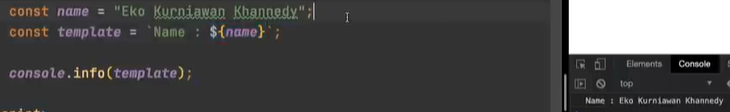 const name = "Eko Kurniawan Khannedy";
const template = `Name : ${name}`;
console.info(template);
Elements Console
top
Name : Eko Kurniawan Khannedy